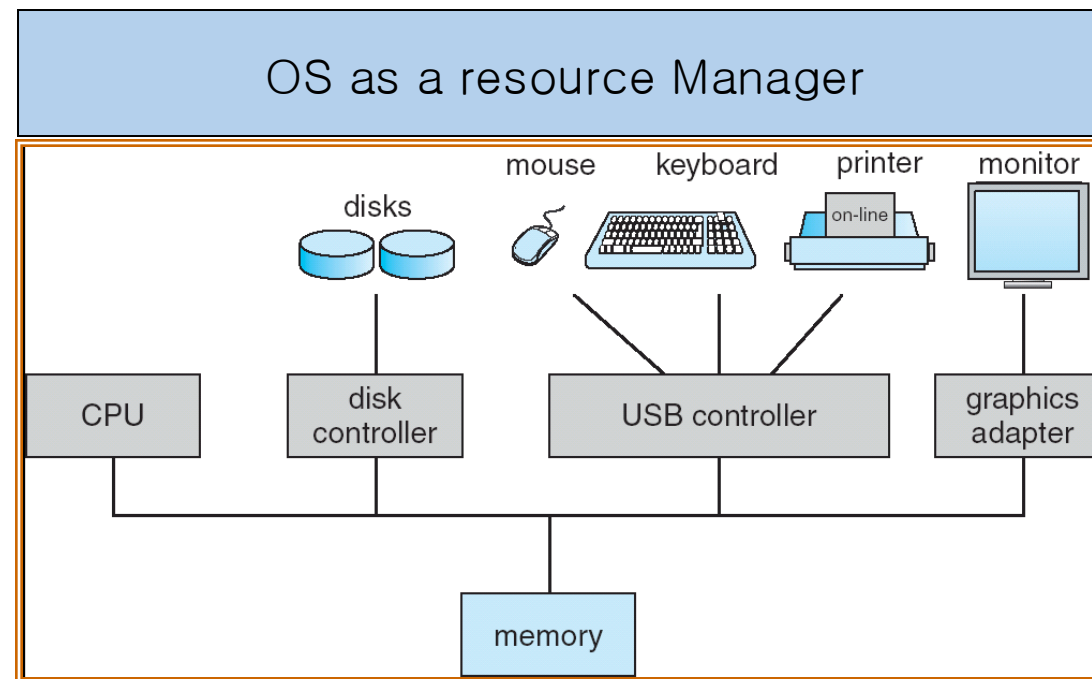 OS as a resource Manager
mouse
keyboard
printer
monitor
disks
on-line
CPU
disk
controller
USB controller
graphics
adapter
memory